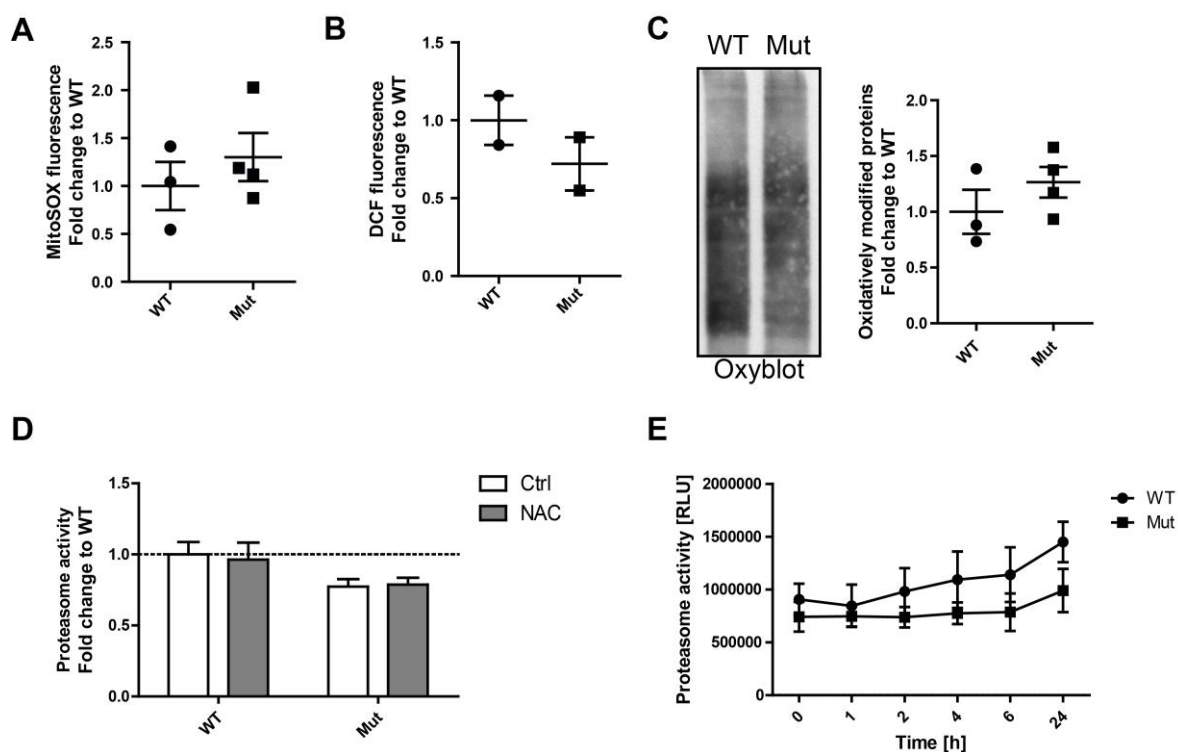 A
MitoSOX fluorescence
Fold change to WT
2.5
2.0
1.5
1.0
0.5
0.0
WT
Mut
B
DCF fluorescence
Fold change to WT
1.5
1.0
0.5
0.0
WT
Mut
C
WT Mut
Oxyblot
Oxidatively modified proteins
Fold change to WT
2.0
1.5
1.0
0.5
0.0
WT
Mut
D
Proteasome activity
Fold change to WT
1.5
1.0
0.5
0.0
WT
Mut
Ctrl
NAC
E
Proteasome activity [RLU]
2000000
1500000
1000000
500000
0
0
1
2
4
6
24
Time [h]
WT
Mut